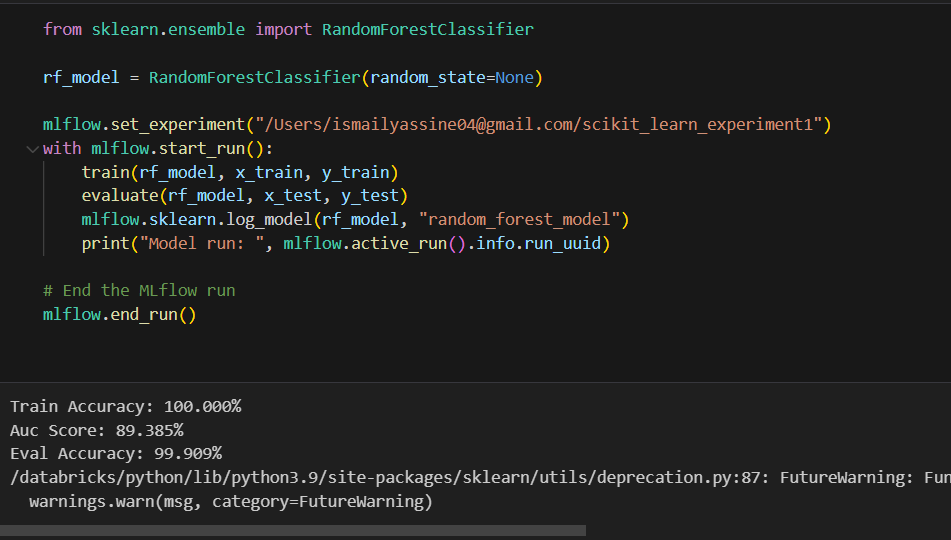 from sklearn.ensemble import RandomForestClassifier
rf_model = RandomForestClassifier(random_state=None)
mlflow.set_experiment("/Users/ismailyassine04@gmail.com/scikit_learn_experiment1")
with mlflow.start_run():
    train(rf_model, x_train, y_train)
    evaluate(rf_model, x_test, y_test)
    mlflow.sklearn.log_model(rf_model, "random_forest_model")
    print("Model run: ", mlflow.active_run().info.run_uuid)
# End the MLflow run
mlflow.end_run()
Train Accuracy: 100.000%
Auc Score: 89.385%
Eval Accuracy: 99.909%
/databricks/python/lib/python3.9/site-packages/sklearn/utils/deprecation.py:87: FutureWarning: Fun
  warnings.warn(msg, category=FutureWarning)